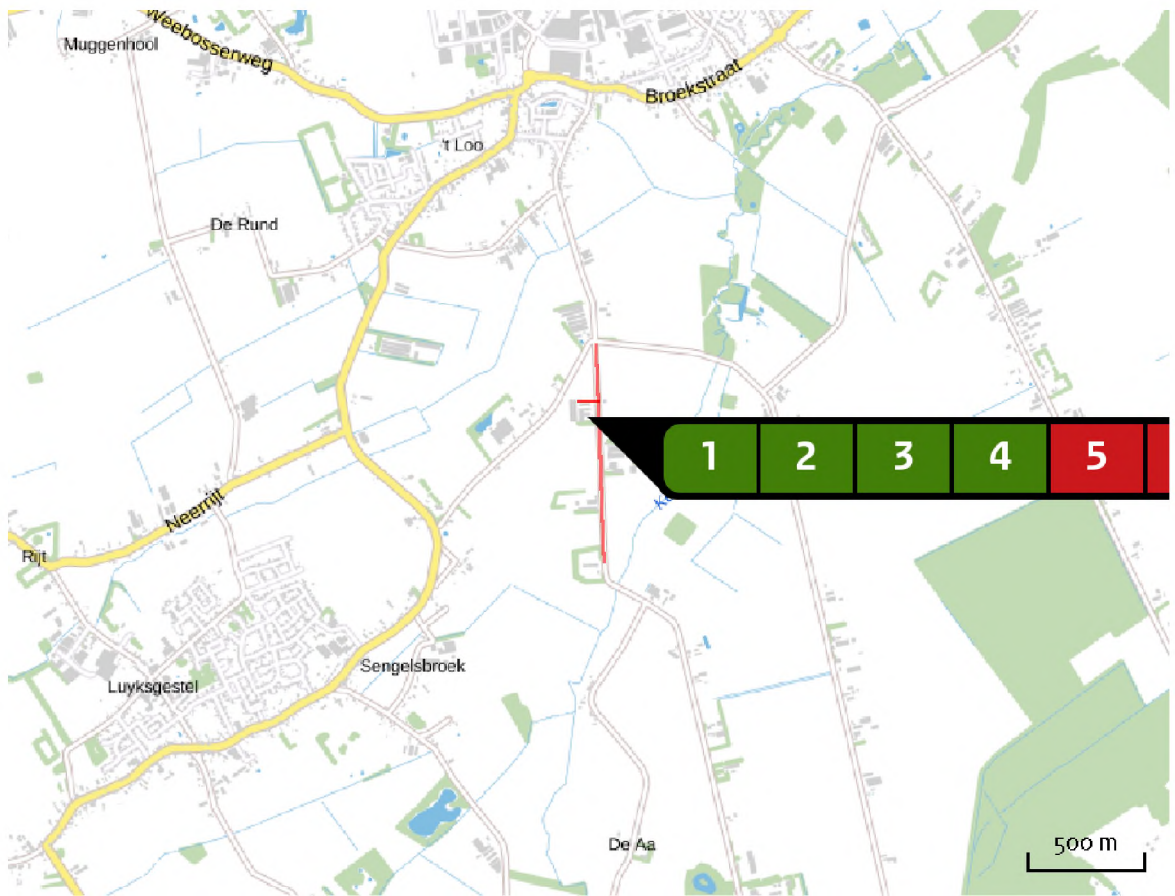 Weebosserweg
Muggenhool
Broekstraat
't Loo
De Rund
1 2 3 4 5
Neerrijt
Rijt
Sengelsbroek
Luyksgestel
De Aa
500 m